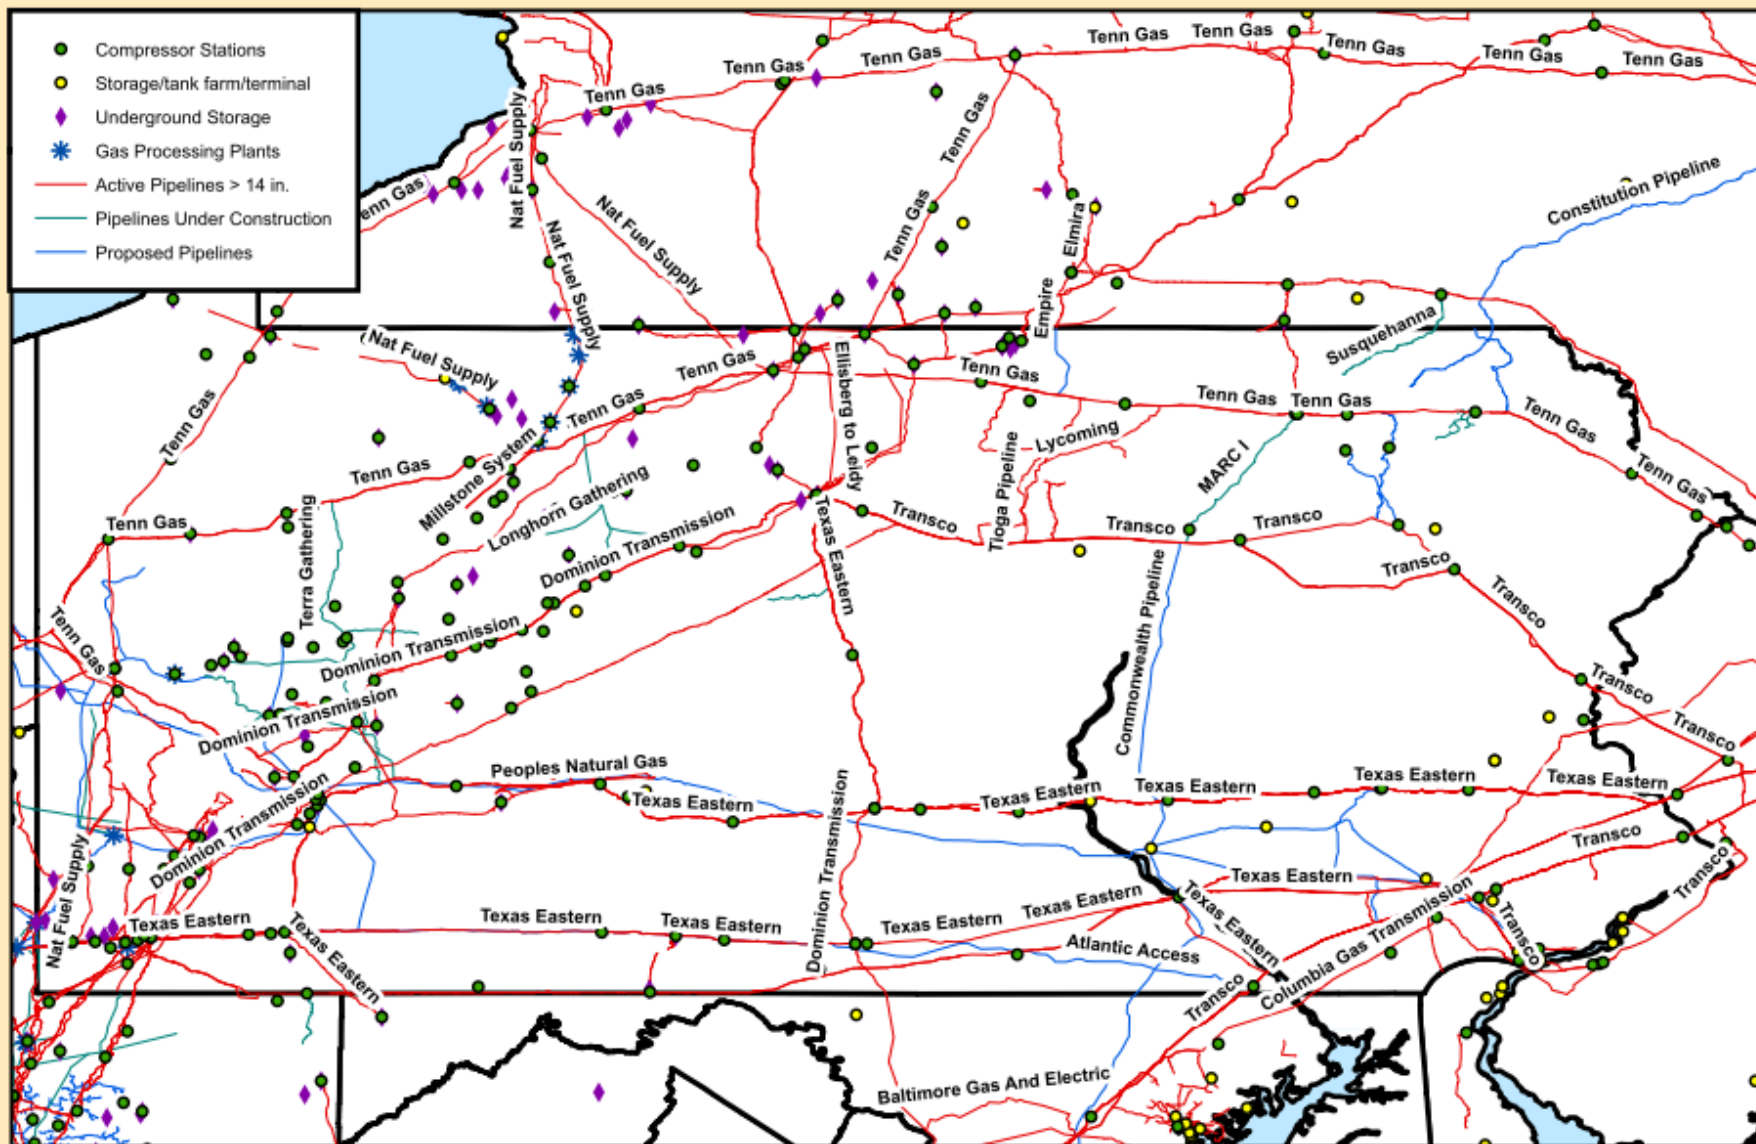 Compressor Stations
Storage/tank farm/terminal
Underground Storage
Gas Processing Plants
Active Pipelines > 14 in.
Pipelines Under Construction
Proposed Pipelines
Tenn Gas
Tenn Gas
Tenn Gas
Tenn Gas
Tenn Gas
Tenn Gas
Tenn Gas
Tenn Gas
Nat Fuel Supply
enn Gas
Tenn Gas
Tenn Gas
Nat Fuel Supply
Nat Fuel Supply
Elmira
Empire
Constitution Pipeline
Susquehanna
Nat Fuel Supply
Tenn Gas
Tenn Gas
Tenn Gas
Tenn Gas
Ellisberg to Leidy
Tenn Gas
Tenn Gas
Tenn Gas
Tenn Gas
Tenn Gas
Millstone System
Lycoming
Tioga Pipeline
MARC I
Tenn Gas
Terra Gathering
Longhorn Gathering
Dominion Transmission
Texas Eastern
Transco
Transco
Transco
Transco
Transco
Tenn Gas
Dominion Transmission
Dominion Transmission
Commonwealth Pipeline
Transco
Transco
Peoples Natural Gas
Texas Eastern
Texas Eastern
Texas Eastern
Texas Eastern
Texas Eastern
Dominion Transmission
Dominion Transmission
Nat Fuel Supply
Transco
Transco
Texas Eastern
Texas Eastern
Texas Eastern
Texas Eastern
Texas Eastern
Texas Eastern
Texas Eastern
Texas Eastern
Atlantic Access
Transco
Columbia Gas Transmission
Transco
Baltimore Gas And Electric